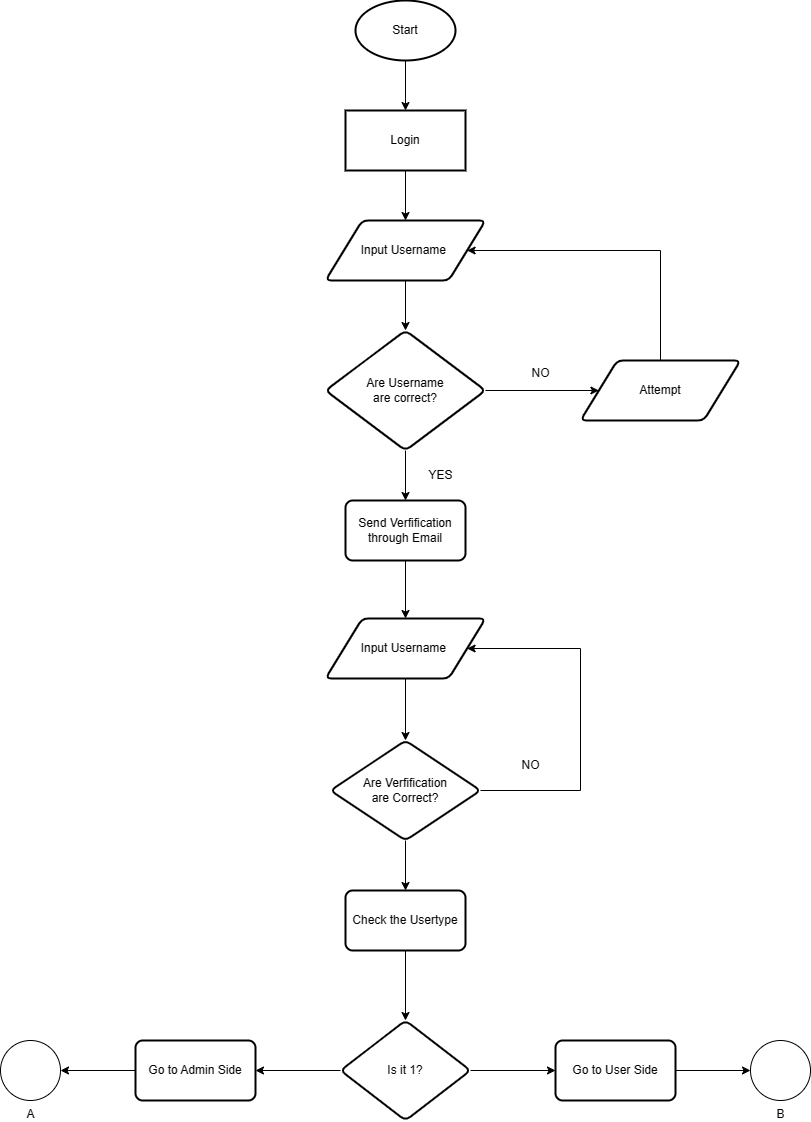 Start
Login
Input Username
Are Username
are correct?
NO
Attempt
YES
Send Verfification
through Email
Input Username
Are Verfification
are Correct?
NO
Check the Usertype
Go to Admin Side
Is it 1?
Go to User Side
A
B